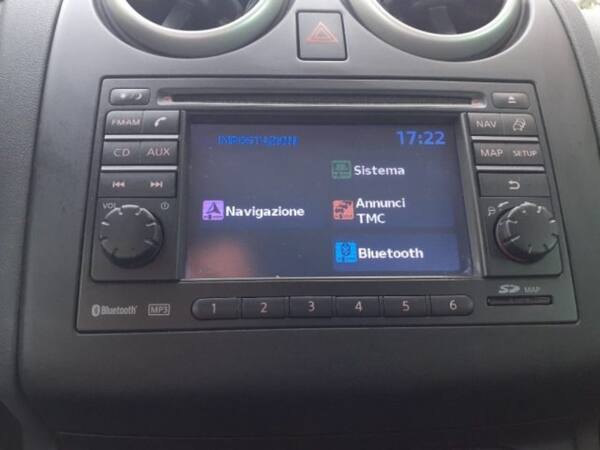 FM·AM
CD AUX
VOL
IMPOSTAZIONI 17:22
Sistema
Navigazione
Annunci
TMC
Bluetooth
NAV
MAP SETUP
Bluetooth MP3
1 2 3 4 5 6
SD MAP